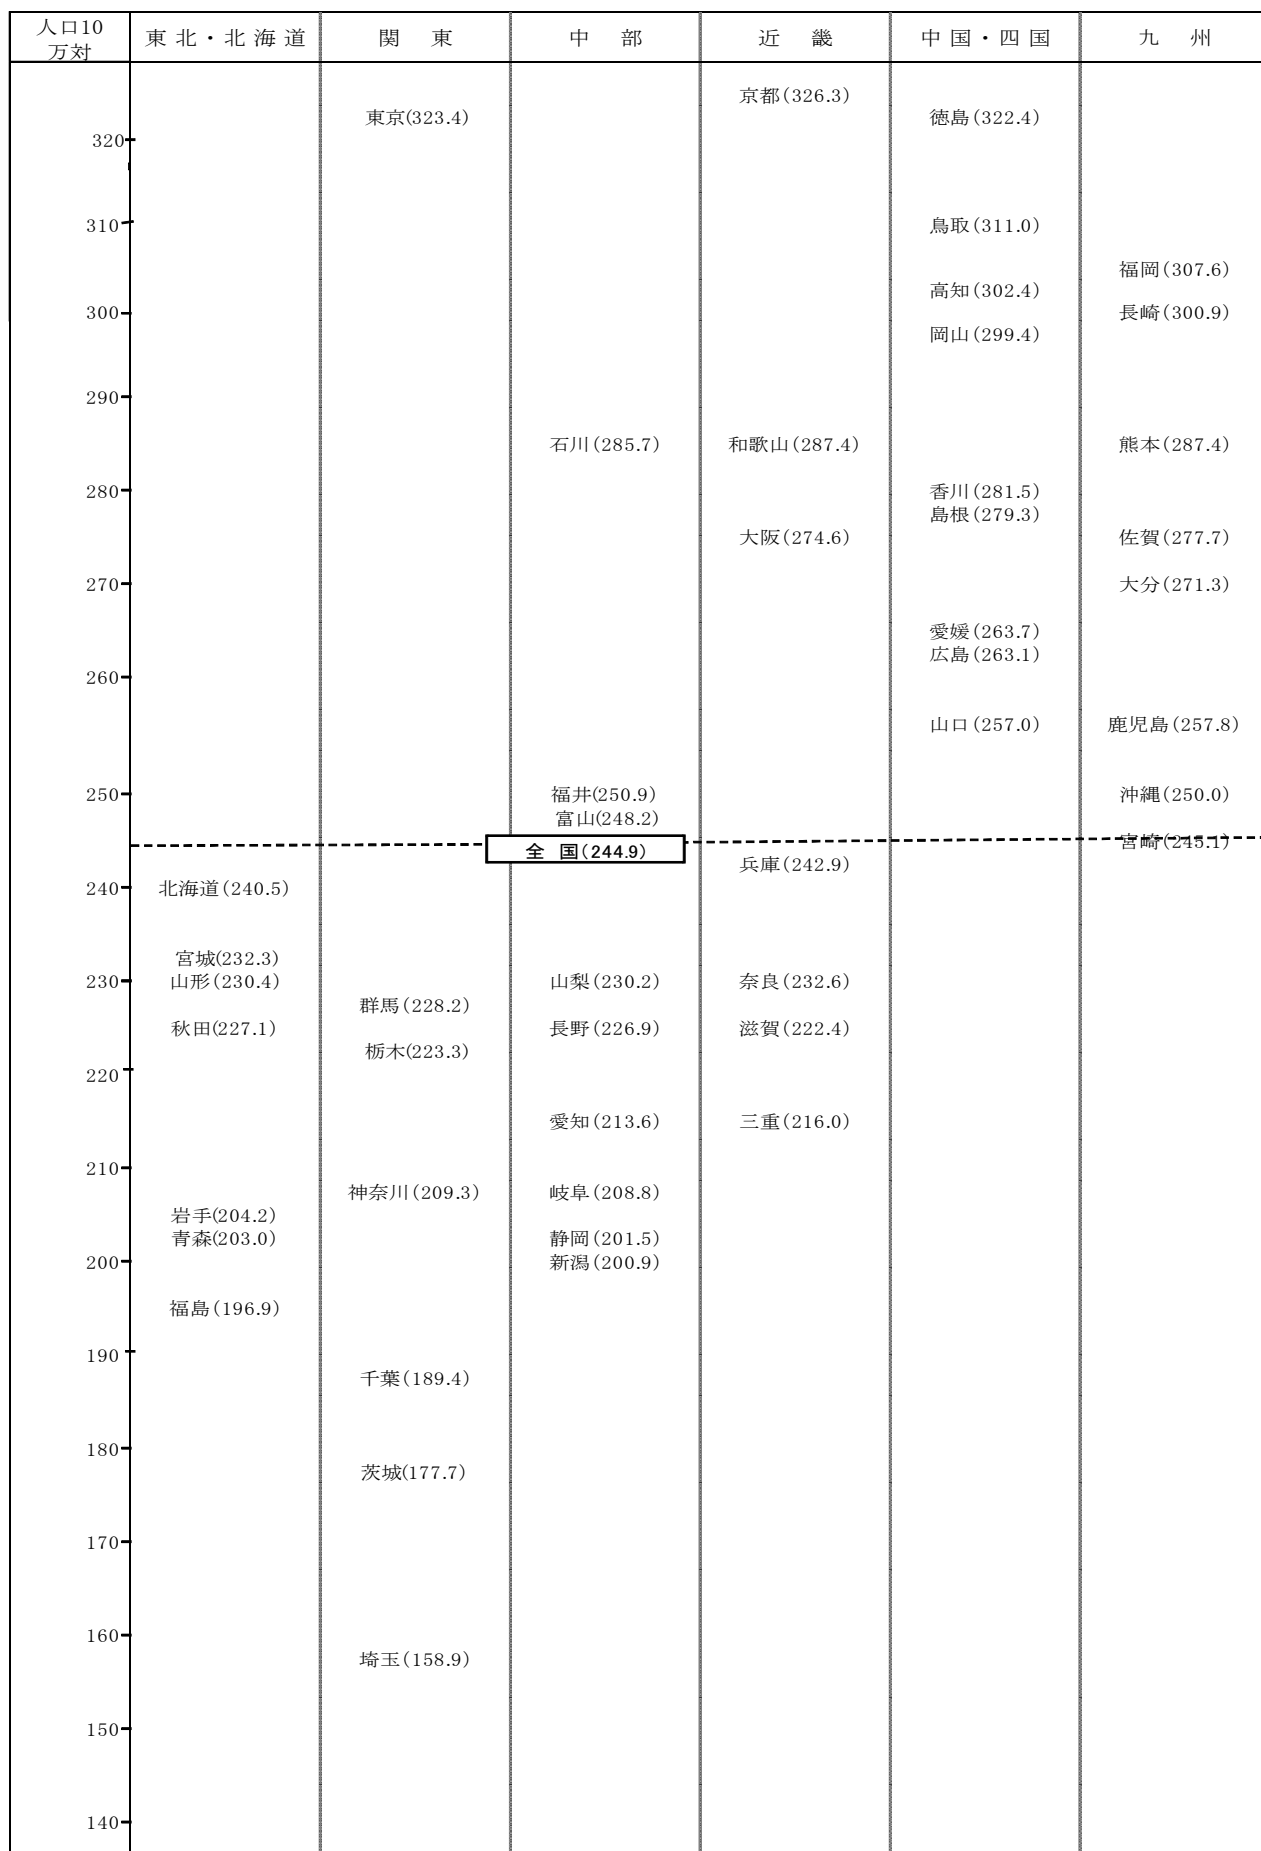 人口10
万対
東北・北海道
関 東
中 部
近 畿
中国・四国
九 州
京都(326.3)
東京(323.4)
徳島(322.4)
320
310
鳥取(311.0)
福岡(307.6)
高知(302.4)
300
長崎(300.9)
岡山(299.4)
290
石川(285.7)
和歌山(287.4)
熊本(287.4)
280
香川(281.5)
島根(279.3)
大阪(274.6)
佐賀(277.7)
270
大分(271.3)
愛媛(263.7)
広島(263.1)
260
山口(257.0)
鹿児島(257.8)
250
福井(250.9)
沖縄(250.0)
富山(248.2)
全 国(244.9)
宮崎(245.1)
兵庫(242.9)
240
北海道(240.5)
宮城(232.3)
230
山形(230.4)
山梨(230.2)
奈良(232.6)
群馬(228.2)
秋田(227.1)
長野(226.9)
滋賀(222.4)
栃木(223.3)
220
愛知(213.6)
三重(216.0)
210
神奈川(209.3)
岐阜(208.8)
岩手(204.2)
青森(203.0)
静岡(201.5)
200
新潟(200.9)
福島(196.9)
190
千葉(189.4)
180
茨城(177.7)
170
160
埼玉(158.9)
150
140